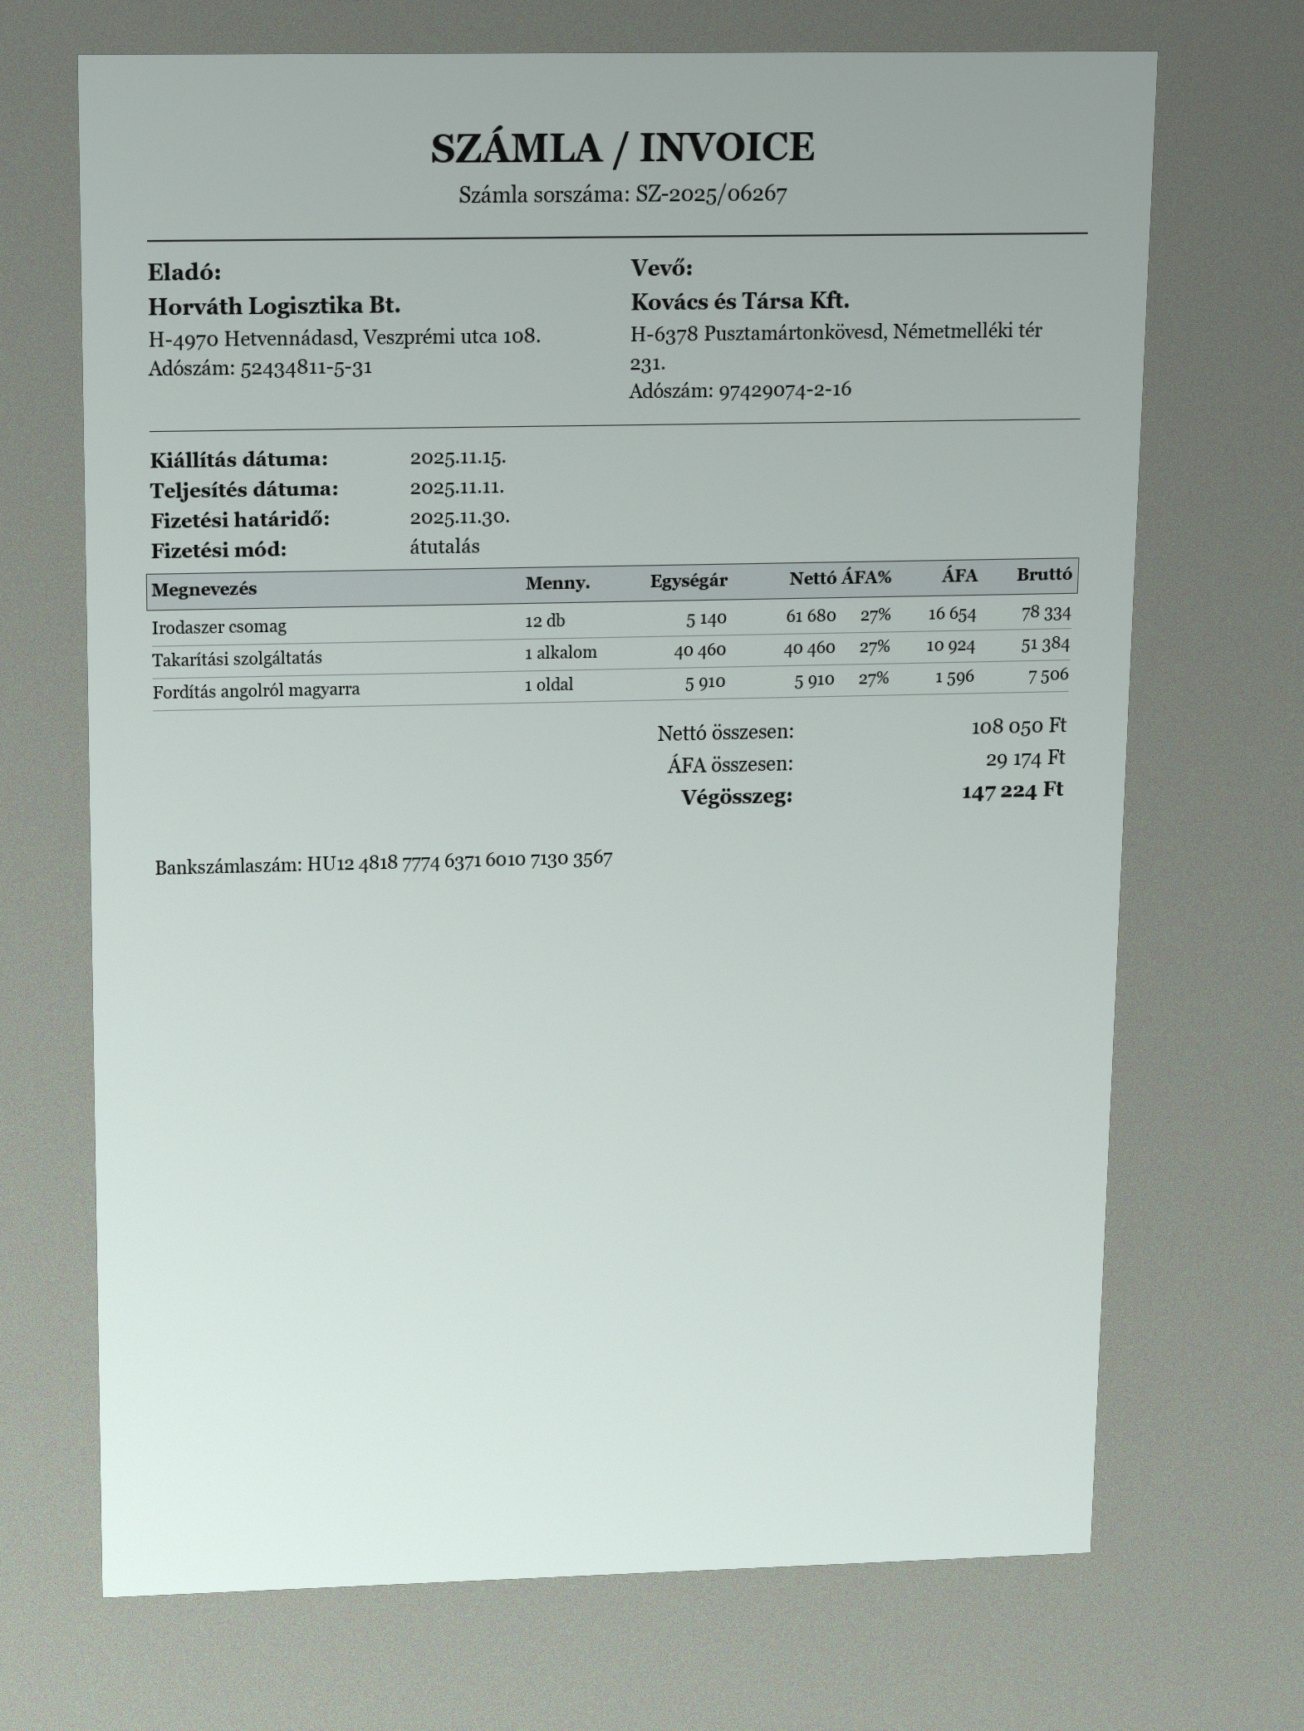 SZÁMLA / INVOICE
Számla sorszáma: SZ-2025/06267
Eladó:
Horváth Logisztika Bt.
H-4970 Hetvennádasd, Veszprémi utca 108.
Adószám: 52434811-5-31
Vevő:
Kovács és Társa Kft.
H-6378 Pusztamártonkövesd, Németmelléki tér
231.
Adószám: 97429074-2-16
Kiállítás dátuma: 2025.11.15.
Teljesítés dátuma: 2025.11.11.
Fizetési határidő: 2025.11.30.
Fizetési mód: átutalás
Megnevezés Menny. Egységár Nettó ÁFA% ÁFA Bruttó
Irodaszer csomag 12 db 5 140 61 680 27% 16 654 78 334
Takarítási szolgáltatás 1 alkalom 40 460 40 460 27% 10 924 51 384
Fordítás angolról magyarra 1 oldal 5 910 5 910 27% 1 596 7 506
Nettó összesen: 108 050 Ft
ÁFA összesen: 29 174 Ft
Végösszeg: 147 224 Ft
Bankszámlaszám: HU12 4818 7774 6371 6010 7130 3567